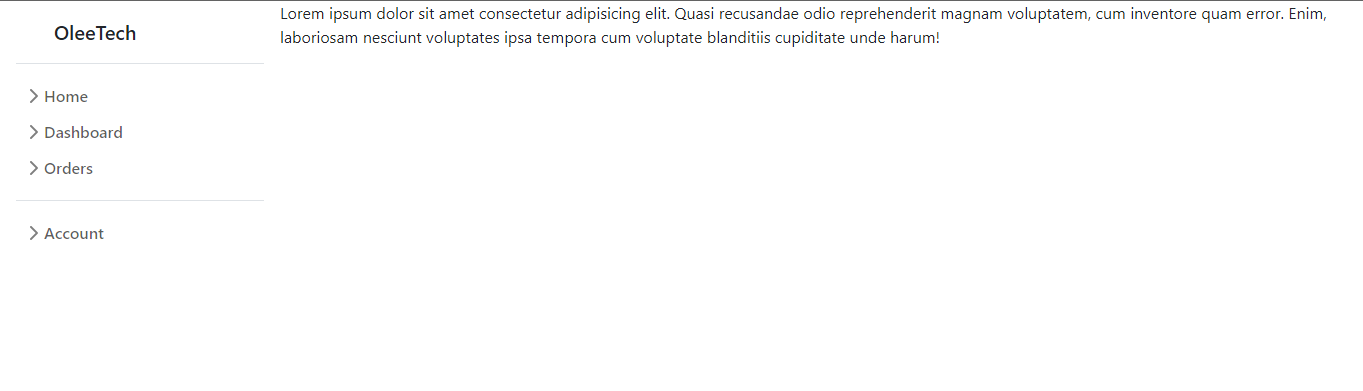 OleeTech
Home
Dashboard
Orders
Account
Lorem ipsum dolor sit amet consectetur adipisicing elit. Quasi recusandae odio reprehenderit magnam voluptatem, cum inventore quam error. Enim,
laboriosam nesciunt voluptates ipsa tempora cum voluptate blanditiis cupiditate unde harum!